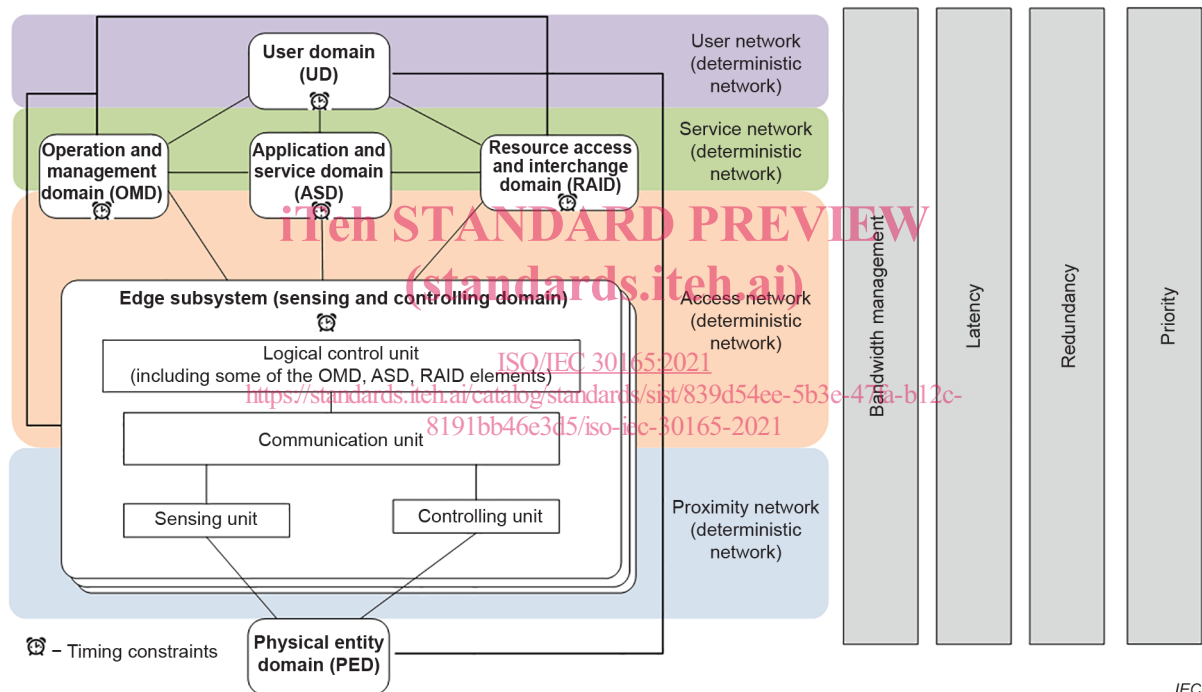 User domain
(UD)
User network
(deterministic
network)
Operation and
management
domain (OMD)
Application and
service domain
(ASD)
Resource access
and interchange
domain (RAID)
Service network
(deterministic
network)
iTeh STANDARD PREVIEW
(standards.iteh.ai)
Edge subsystem (sensing and controlling domain)
Access network
(deterministic
network)
Logical control unit
(including some of the OMD, ASD, RAID elements)
ISO/IEC 30165:2021
https://standards.iteh.ai/catalog/standards/sist/839d54ee-5b3e-47fa-b12c-
8191bb46e3d5/iso-iec-30165-2021
Communication unit
Sensing unit
Controlling unit
Proximity network
(deterministic
network)
Physical entity
domain (PED)
– Timing constraints
Bandwidth management
Latency
Redundancy
Priority
IEC